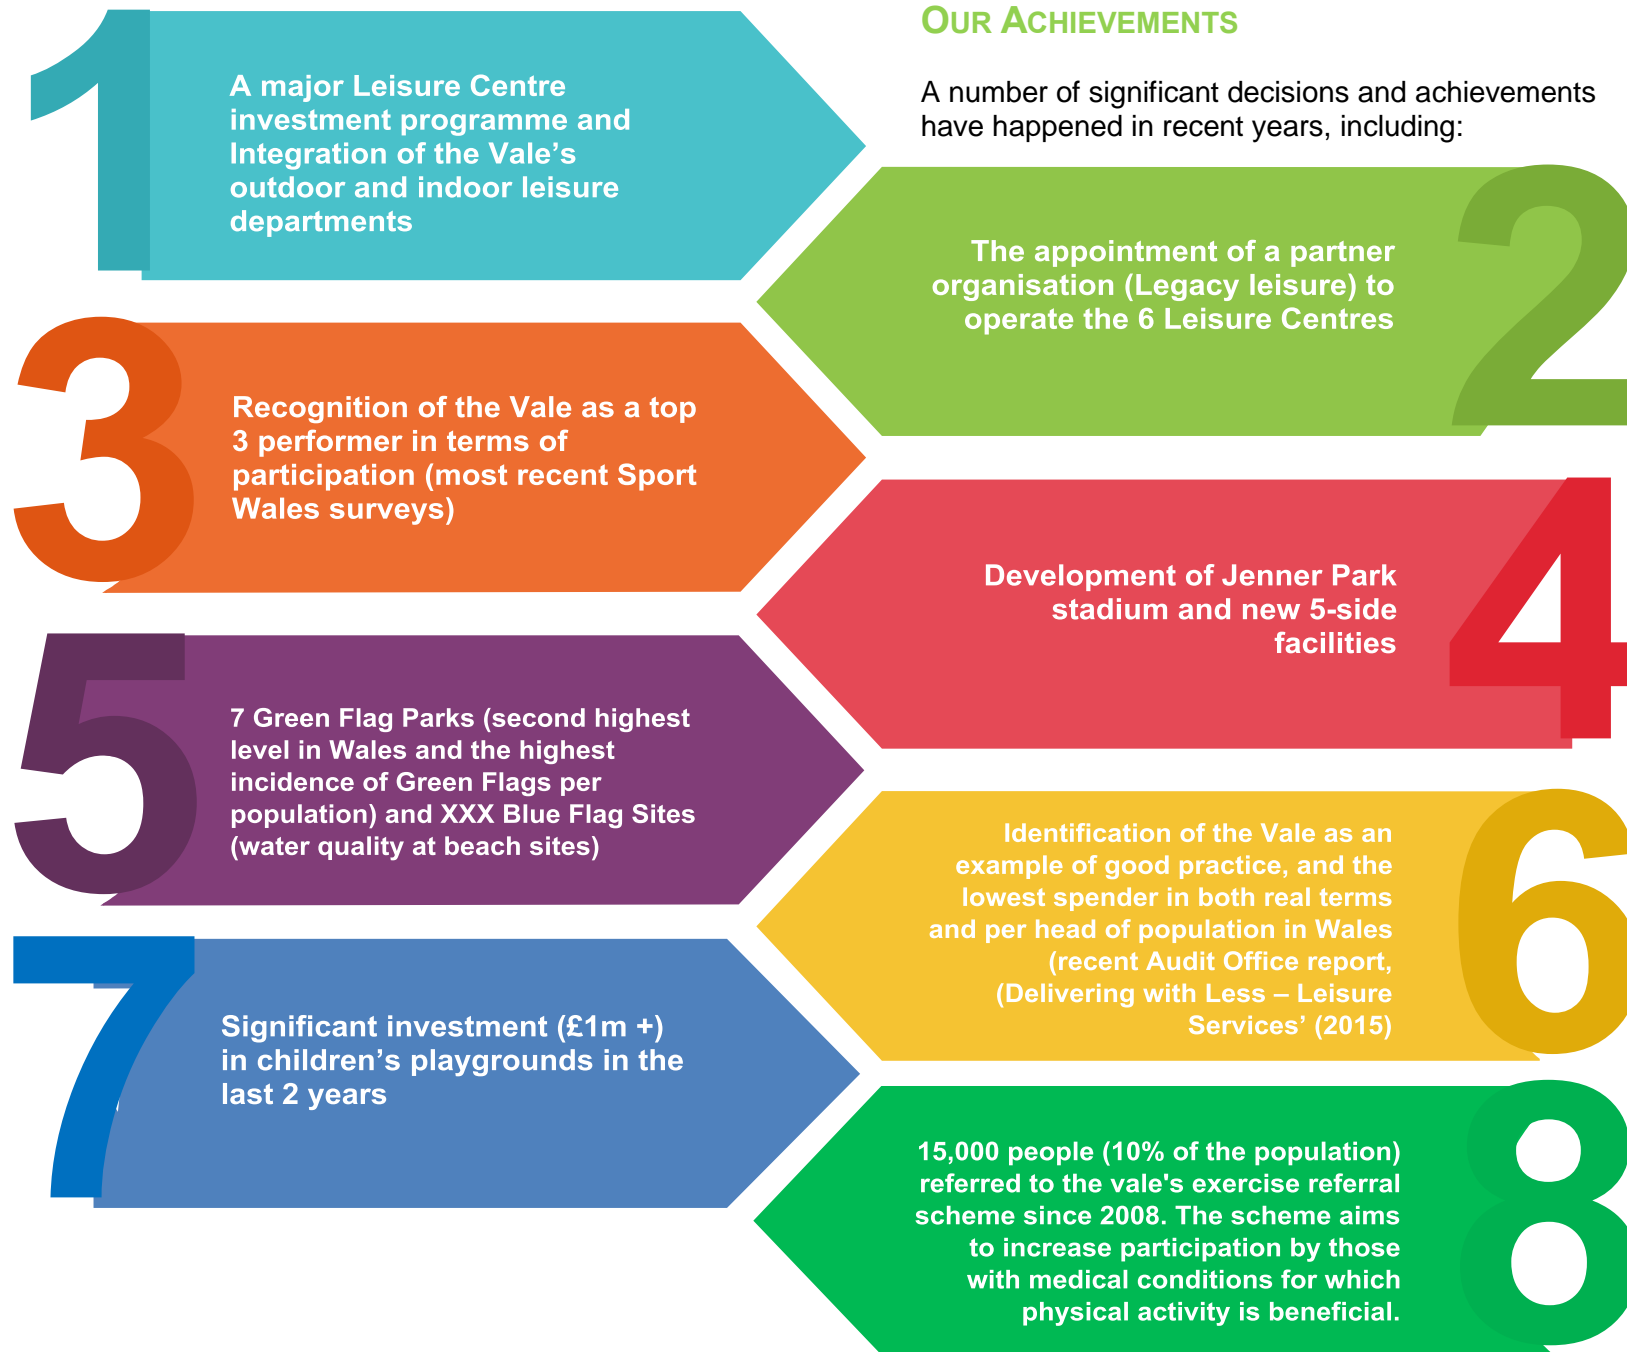 OUR ACHIEVEMENTS
A number of significant decisions and achievements
have happened in recent years, including:
1
A major Leisure Centre
investment programme and
Integration of the Vale’s
outdoor and indoor leisure
departments
2
The appointment of a partner
organisation (Legacy leisure) to
operate the 6 Leisure Centres
3
Recognition of the Vale as a top
3 performer in terms of
participation (most recent Sport
Wales surveys)
4
Development of Jenner Park
stadium and new 5-side
facilities
5
7 Green Flag Parks (second highest
level in Wales and the highest
incidence of Green Flags per
population) and XXX Blue Flag Sites
(water quality at beach sites)
6
Identification of the Vale as an
example of good practice, and the
lowest spender in both real terms
and per head of population in Wales
(recent Audit Office report,
(Delivering with Less – Leisure
Services’ (2015)
7
Significant investment (£1m +)
in children’s playgrounds in the
last 2 years
8
15,000 people (10% of the population)
referred to the vale's exercise referral
scheme since 2008. The scheme aims
to increase participation by those
with medical conditions for which
physical activity is beneficial.